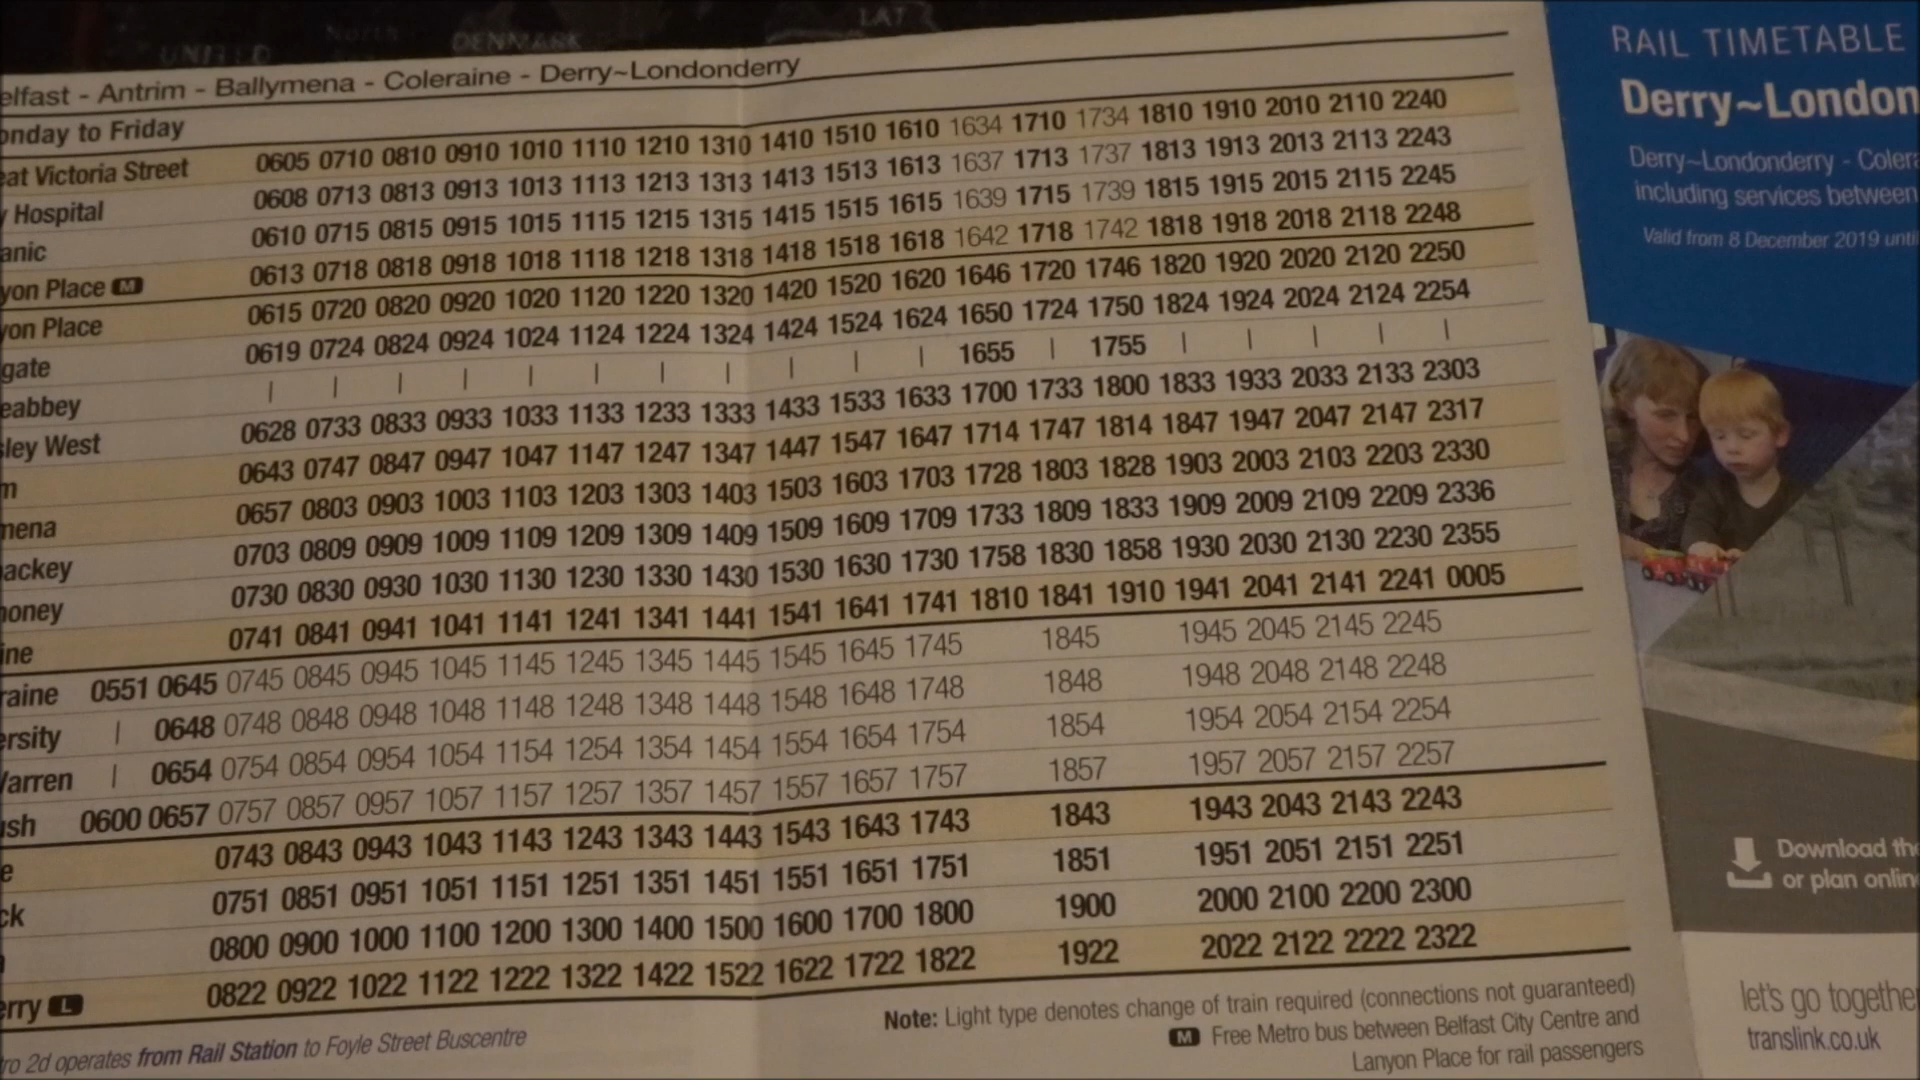 UNITED
North
DENMARK
LAT
elfast - Antrim - Ballymena - Coleraine - Derry~Londonderry
onday to Friday
eat Victoria Street 0605 0710 0810 0910 1010 1110 1210 1310 1410 1510 1610 1634 1710 1734 1810 1910 2010 2110 2240
y Hospital 0608 0713 0813 0913 1013 1113 1213 1313 1413 1513 1613 1637 1713 1737 1813 1913 2013 2113 2243
anic 0610 0715 0815 0915 1015 1115 1215 1315 1415 1515 1615 1639 1715 1739 1815 1915 2015 2115 2245
yon Place M 0613 0718 0818 0918 1018 1118 1218 1318 1418 1518 1618 1642 1718 1742 1818 1918 2018 2118 2248
yon Place 0615 0720 0820 0920 1020 1120 1220 1320 1420 1520 1620 1646 1720 1746 1820 1920 2020 2120 2250
gate 0619 0724 0824 0924 1024 1124 1224 1324 1424 1524 1624 1650 1724 1750 1824 1924 2024 2124 2254
eabbey | | | | | | | | | | | 1655 | 1755 | | | | |
sley West 0628 0733 0833 0933 1033 1133 1233 1333 1433 1533 1633 1700 1733 1800 1833 1933 2033 2133 2303
m 0643 0747 0847 0947 1047 1147 1247 1347 1447 1547 1647 1714 1747 1814 1847 1947 2047 2147 2317
mena 0657 0803 0903 1003 1103 1203 1303 1403 1503 1603 1703 1728 1803 1828 1903 2003 2103 2203 2330
ackey 0703 0809 0909 1009 1109 1209 1309 1409 1509 1609 1709 1733 1809 1833 1909 2009 2109 2209 2336
noney 0730 0830 0930 1030 1130 1230 1330 1430 1530 1630 1730 1758 1830 1858 1930 2030 2130 2230 2355
ine 0741 0841 0941 1041 1141 1241 1341 1441 1541 1641 1741 1810 1841 1910 1941 2041 2141 2241 0005
raine 0551 0645 0745 0845 0945 1045 1145 1245 1345 1445 1545 1645 1745 1845 1945 2045 2145 2245
ersity | 0648 0748 0848 0948 1048 1148 1248 1348 1448 1548 1648 1748 1848 1948 2048 2148 2248
Warren | 0654 0754 0854 0954 1054 1154 1254 1354 1454 1554 1654 1754 1854 1954 2054 2154 2254
ush 0600 0657 0757 0857 0957 1057 1157 1257 1357 1457 1557 1657 1757 1857 1957 2057 2157 2257
e 0743 0843 0943 1043 1143 1243 1343 1443 1543 1643 1743 1843 1943 2043 2143 2243
ck 0751 0851 0951 1051 1151 1251 1351 1451 1551 1651 1751 1851 1951 2051 2151 2251
0800 0900 1000 1100 1200 1300 1400 1500 1600 1700 1800 1900 2000 2100 2200 2300
erry L 0822 0922 1022 1122 1222 1322 1422 1522 1622 1722 1822 1922 2022 2122 2222 2322
tro 2d operates from Rail Station to Foyle Street Buscentre
Note: Light type denotes change of train required (connections not guaranteed)
M Free Metro bus between Belfast City Centre and
Lanyon Place for rail passengers
RAIL TIMETABLE
Derry~London
Derry~Londonderry - Colera
including services between
Valid from 8 December 2019 until
Download the
or plan online
let's go together
translink.co.uk